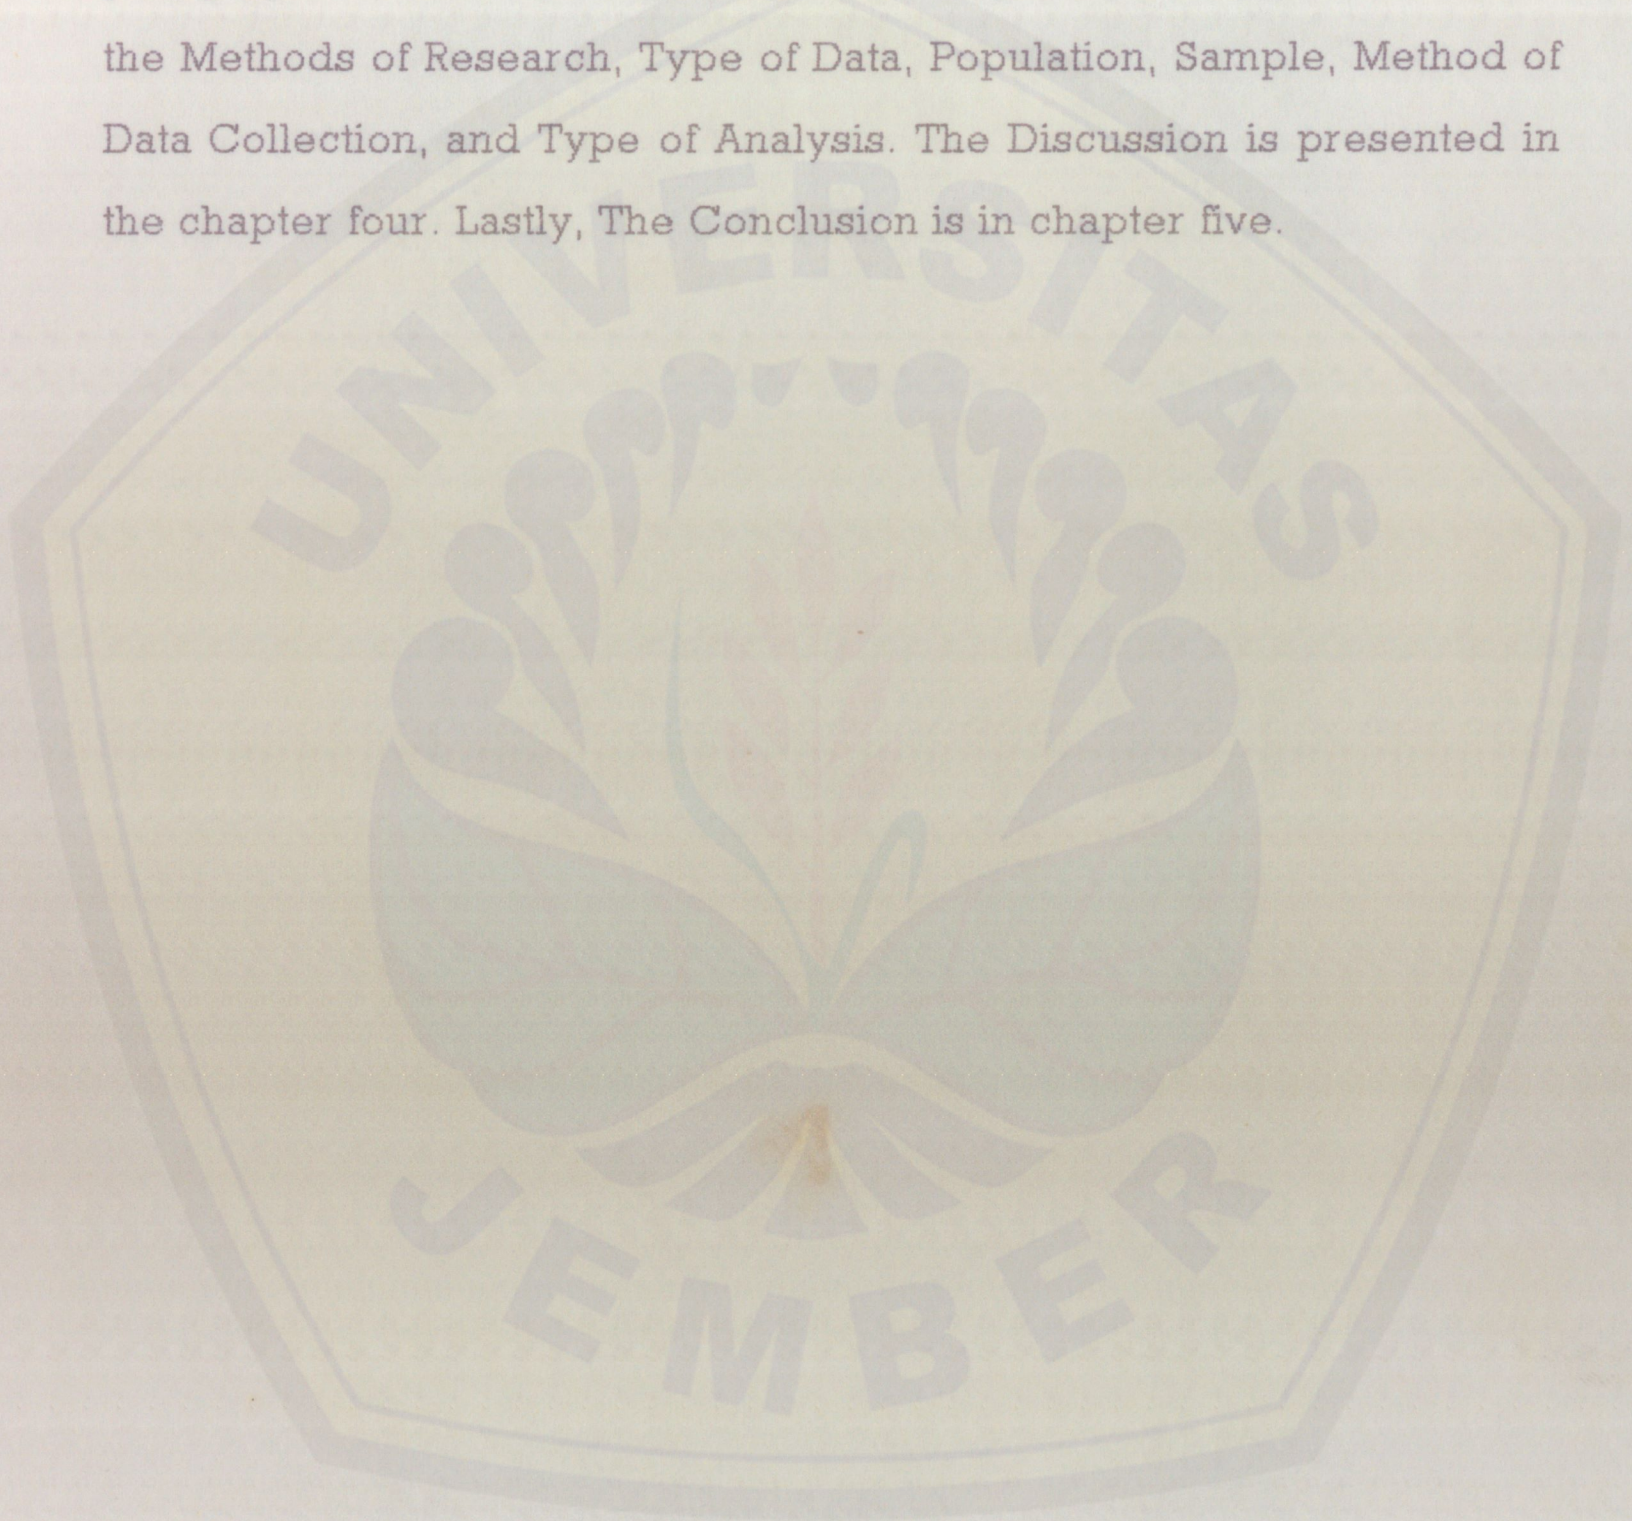 the Methods of Research, Type of Data, Population, Sample, Method of
Data Collection, and Type of Analysis. The Discussion is presented in
the chapter four. Lastly, The Conclusion is in chapter five.
UNIVERSITAS
JEMBER